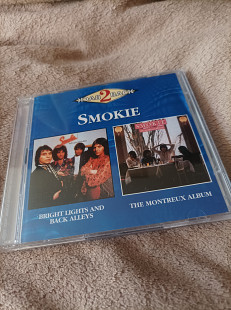 2
SMOKIE
BRIGHT LIGHTS AND
BACK ALLEYS
THE MONTREUX ALBUM